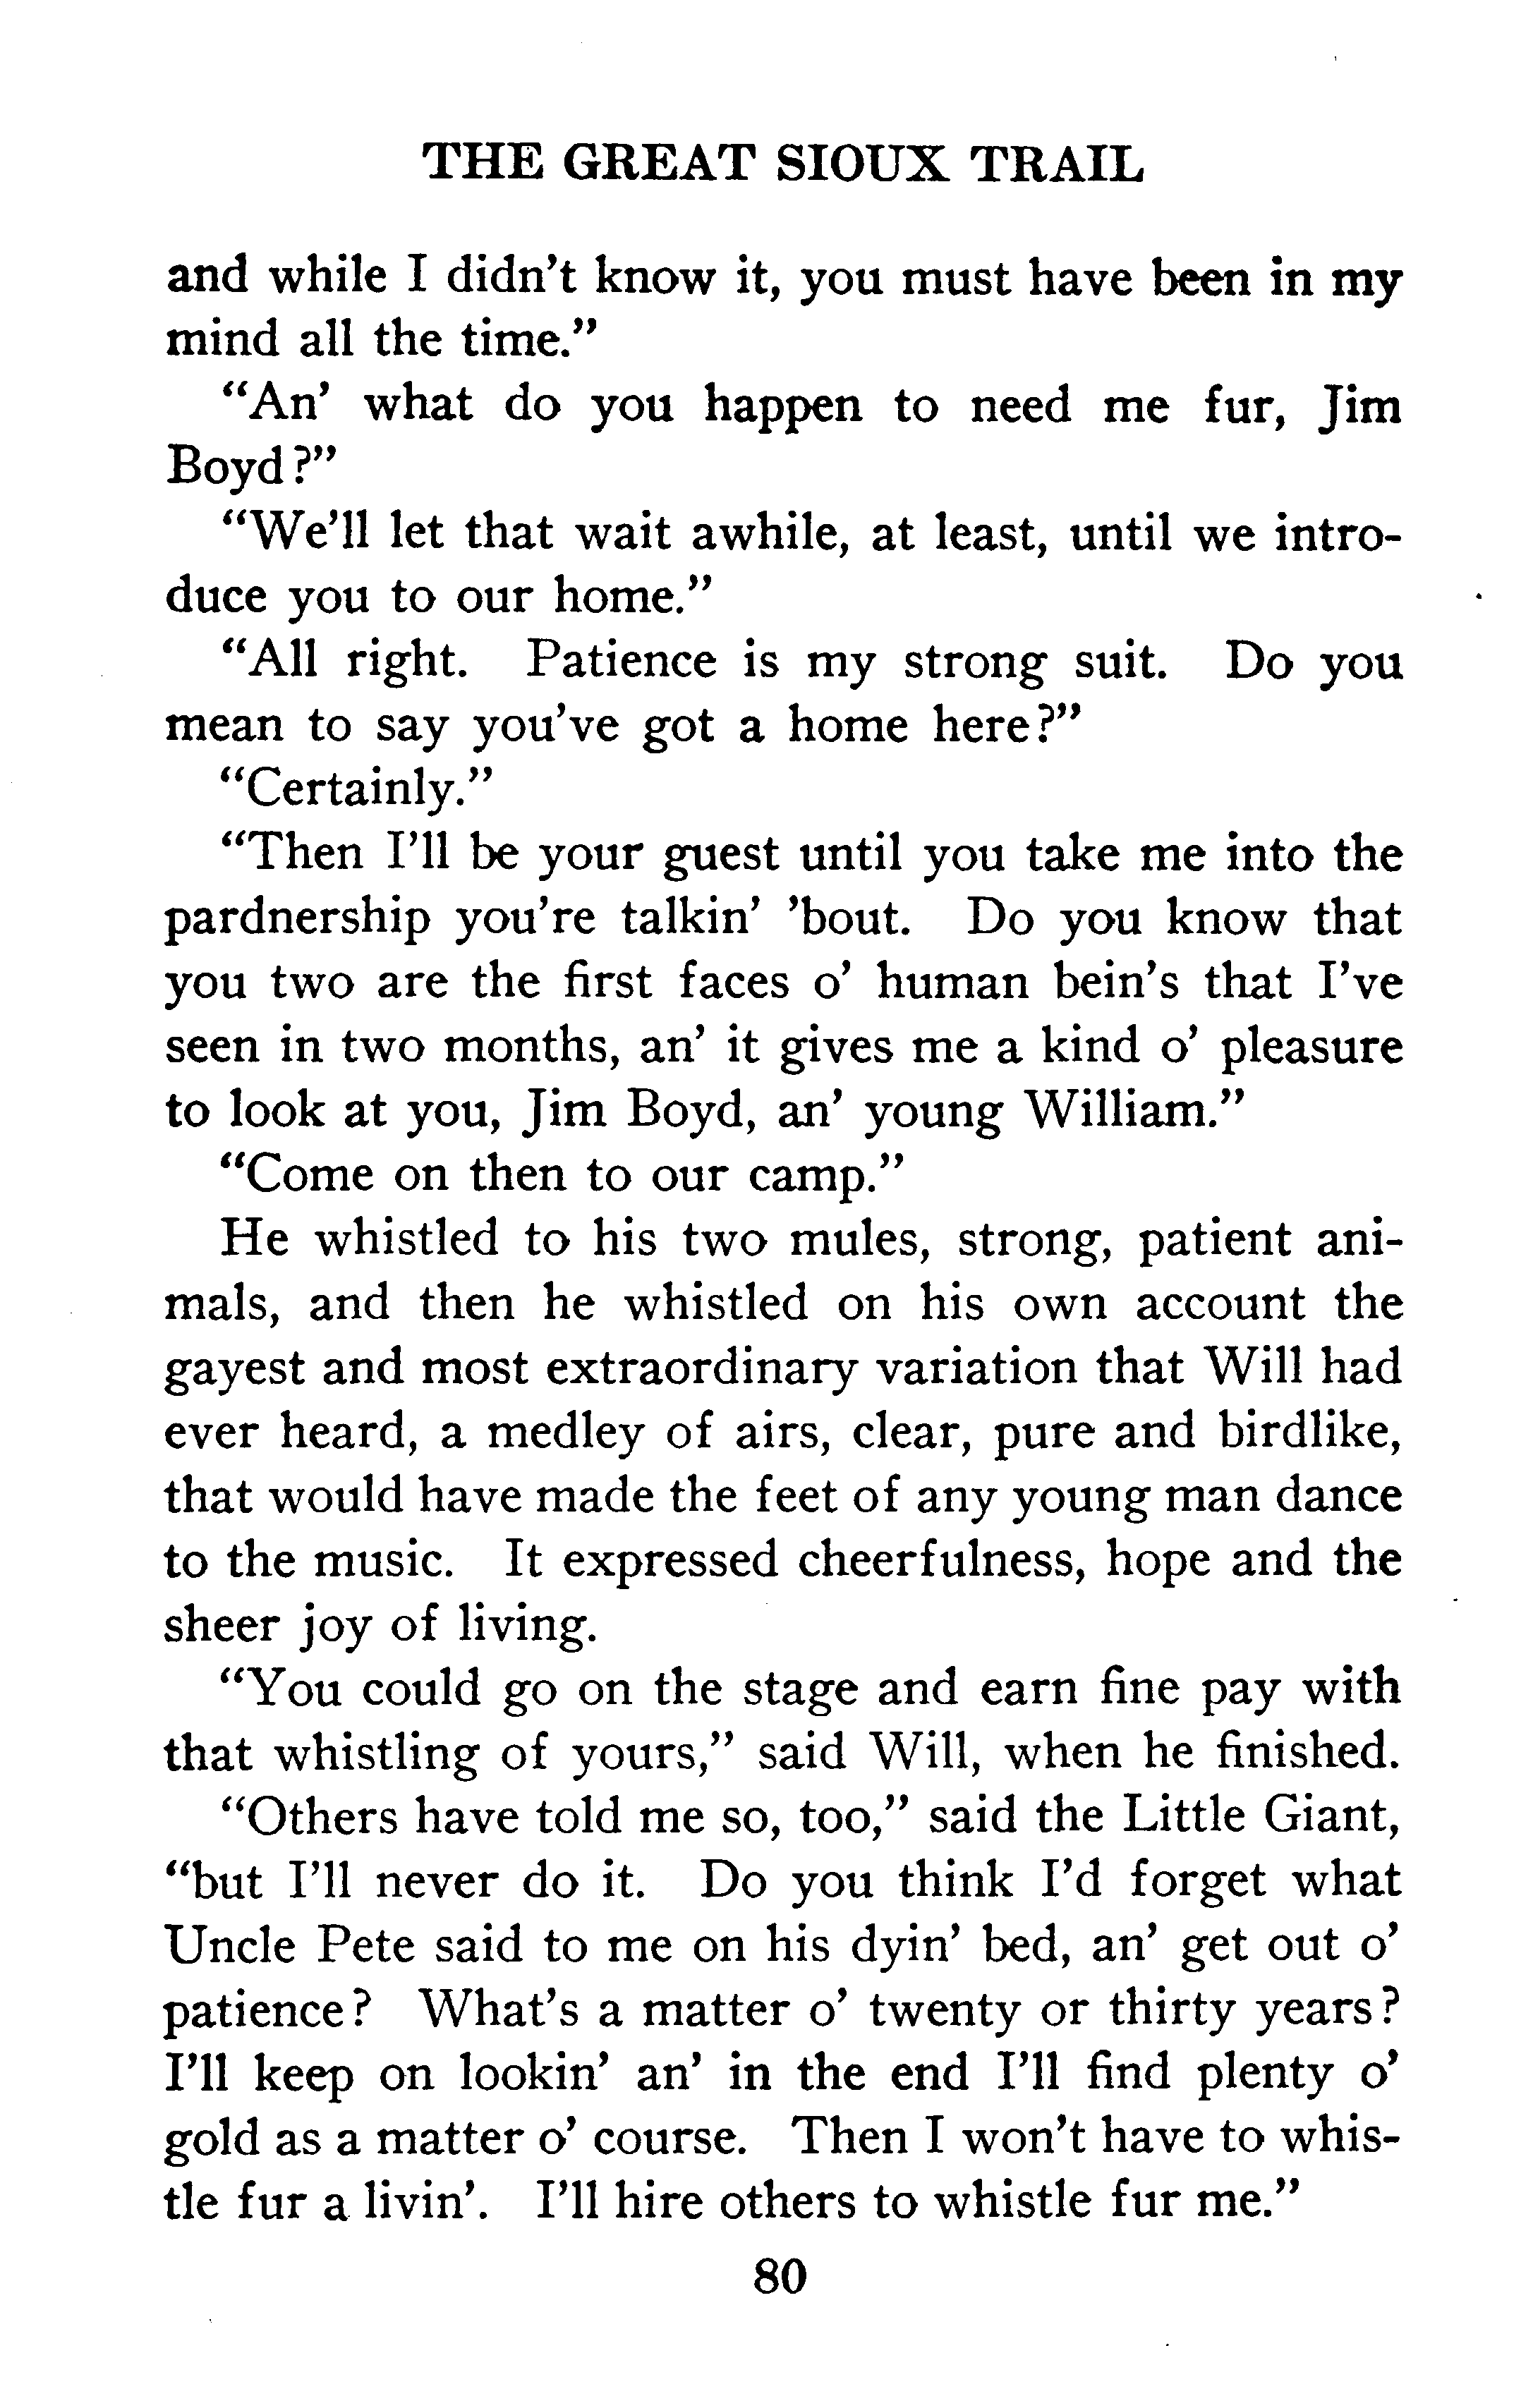 THE GREAT SIOUX TRAIL
and while I didn't know it, you must have been in my
mind all the time."
"An' what do you happen to need me fur, Jim
Boyd?"
"We'll let that wait awhile, at least, until we intro-
duce you to our home."
"All right. Patience is my strong suit. Do you
mean to say you've got a home here?"
"Certainly."
"Then I'll be your guest until you take me into the
pardnership you're talkin' 'bout. Do you know that
you two are the first faces o' human bein's that I've
seen in two months, an' it gives me a kind o' pleasure
to look at you, Jim Boyd, an' young William."
"Come on then to our camp."
He whistled to his two mules, strong, patient ani-
mals, and then he whistled on his own account the
gayest and most extraordinary variation that Will had
ever heard, a medley of airs, clear, pure and birdlike,
that would have made the feet of any young man dance
to the music. It expressed cheerfulness, hope and the
sheer joy of living.
"You could go on the stage and earn fine pay with
that whistling of yours," said Will, when he finished.
"Others have told me so, too," said the Little Giant,
"but I'll never do it. Do you think I'd forget what
Uncle Pete said to me on his dyin' bed, an' get out o'
patience? What's a matter o' twenty or thirty years?
I'll keep on lookin' an' in the end I'll find plenty o'
gold as a matter o' course. Then I won't have to whis-
tle fur a livin'. I'll hire others to whistle fur me."
80